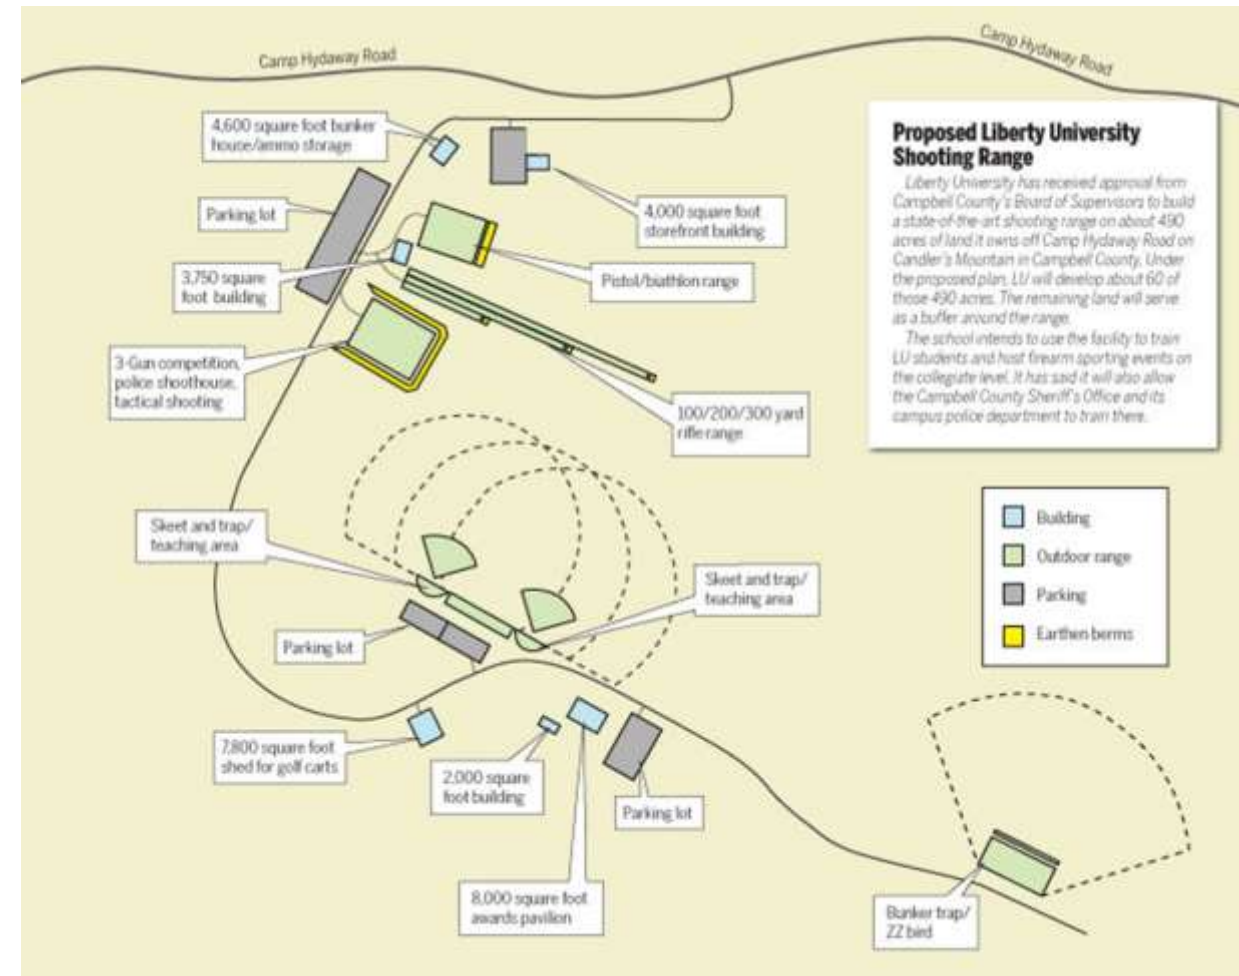 Camp Hydaway Road
Camp Hydaway Road
4,600 square foot bunker
house/ammo storage
Parking lot
4,000 square foot
storefront building
3,750 square
foot building
Pistol/biathlon range
3-Gun competition,
police shoothouse,
tactical shooting
100/200/300 yard
rifle range
Proposed Liberty University
Shooting Range
Liberty University has received approval from
Campbell County's Board of Supervisors to build
a state-of-the-art shooting range on about 490
acres of land it owns off Camp Hydaway Road on
Candler's Mountain in Campbell County. Under
the proposed plan, LU will develop about 60 of
those 490 acres. The remaining land will serve
as a buffer around the range.
The school intends to use the facility to train
LU students and host firearm sporting events on
the collegiate level. It has said it will also allow
the Campbell County Sheriff's Office and its
campus police department to train there.
Building
Outdoor range
Parking
Earthen berms
Skeet and trap/
teaching area
Skeet and trap/
teaching area
Parking lot
7,800 square foot
shed for golf carts
2,000 square
foot building
Parking lot
8,000 square foot
awards pavilion
Bunker trap/
ZZ bird